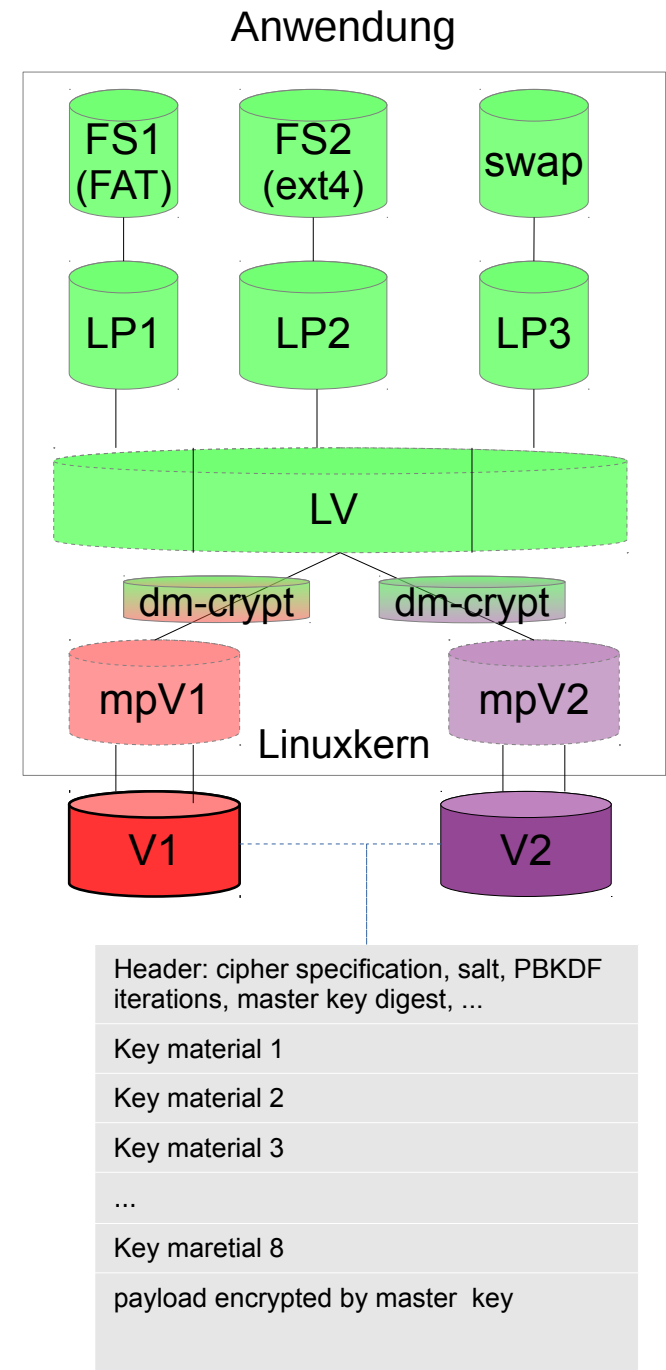 Anwendung
FS1
(FAT)
FS2
(ext4)
swap
LP1
LP2
LP3
LV
dm-crypt
dm-crypt
mpV1
mpV2
Linuxkern
V1
V2
Header: cipher specification, salt, PBKDF
iterations, master key digest, ...
Key material 1
Key material 2
Key material 3
...
Key maretial 8
payload encrypted by master  key